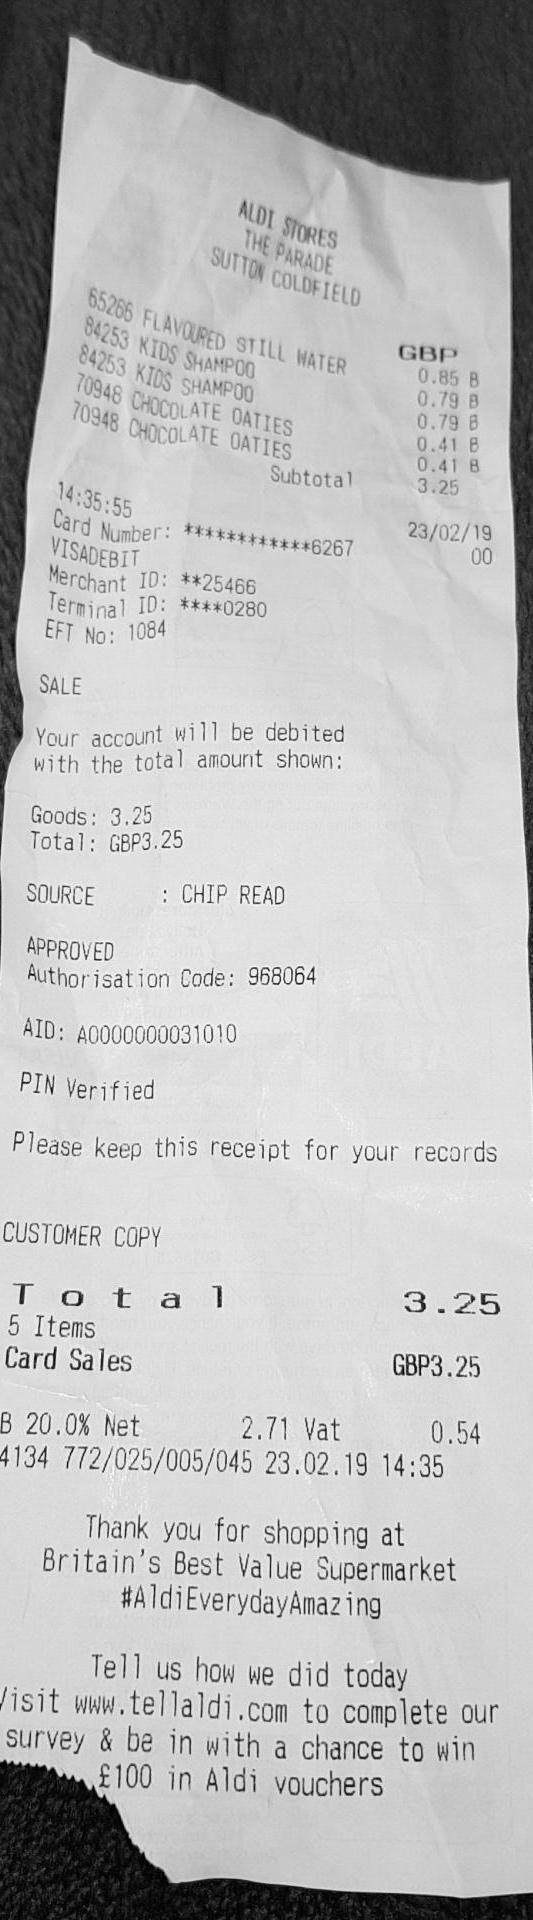 ALDI STORES
THE PARADE
SUTTON COLDFIELD
GBP
65266 FLAVOURED STILL WATER 0.85 B
84253 KIDS SHAMPOO 0.79 B
84253 KIDS SHAMPOO 0.79 B
70948 CHOCOLATE OATIES 0.41 B
70948 CHOCOLATE OATIES 0.41 B
Subtotal 3.25
14:35:55 23/02/19
Card Number: ************6267 00
VISADEBIT
Merchant ID: **25466
Terminal ID: ****0280
EFT No: 1084
SALE
Your account will be debited
with the total amount shown:
Goods: 3.25
Total: GBP3.25
SOURCE : CHIP READ
APPROVED
Authorisation Code: 968064
AID: A0000000031010
PIN Verified
Please keep this receipt for your records
CUSTOMER COPY
Total 3.25
5 Items
Card Sales GBP3.25
B 20.0% Net 2.71 Vat 0.54
4134 772/025/005/045 23.02.19 14:35
Thank you for shopping at
Britain's Best Value Supermarket
#AldiEverydayAmazing
Tell us how we did today
Visit www.tellaldi.com to complete our
survey & be in with a chance to win
£100 in Aldi vouchers